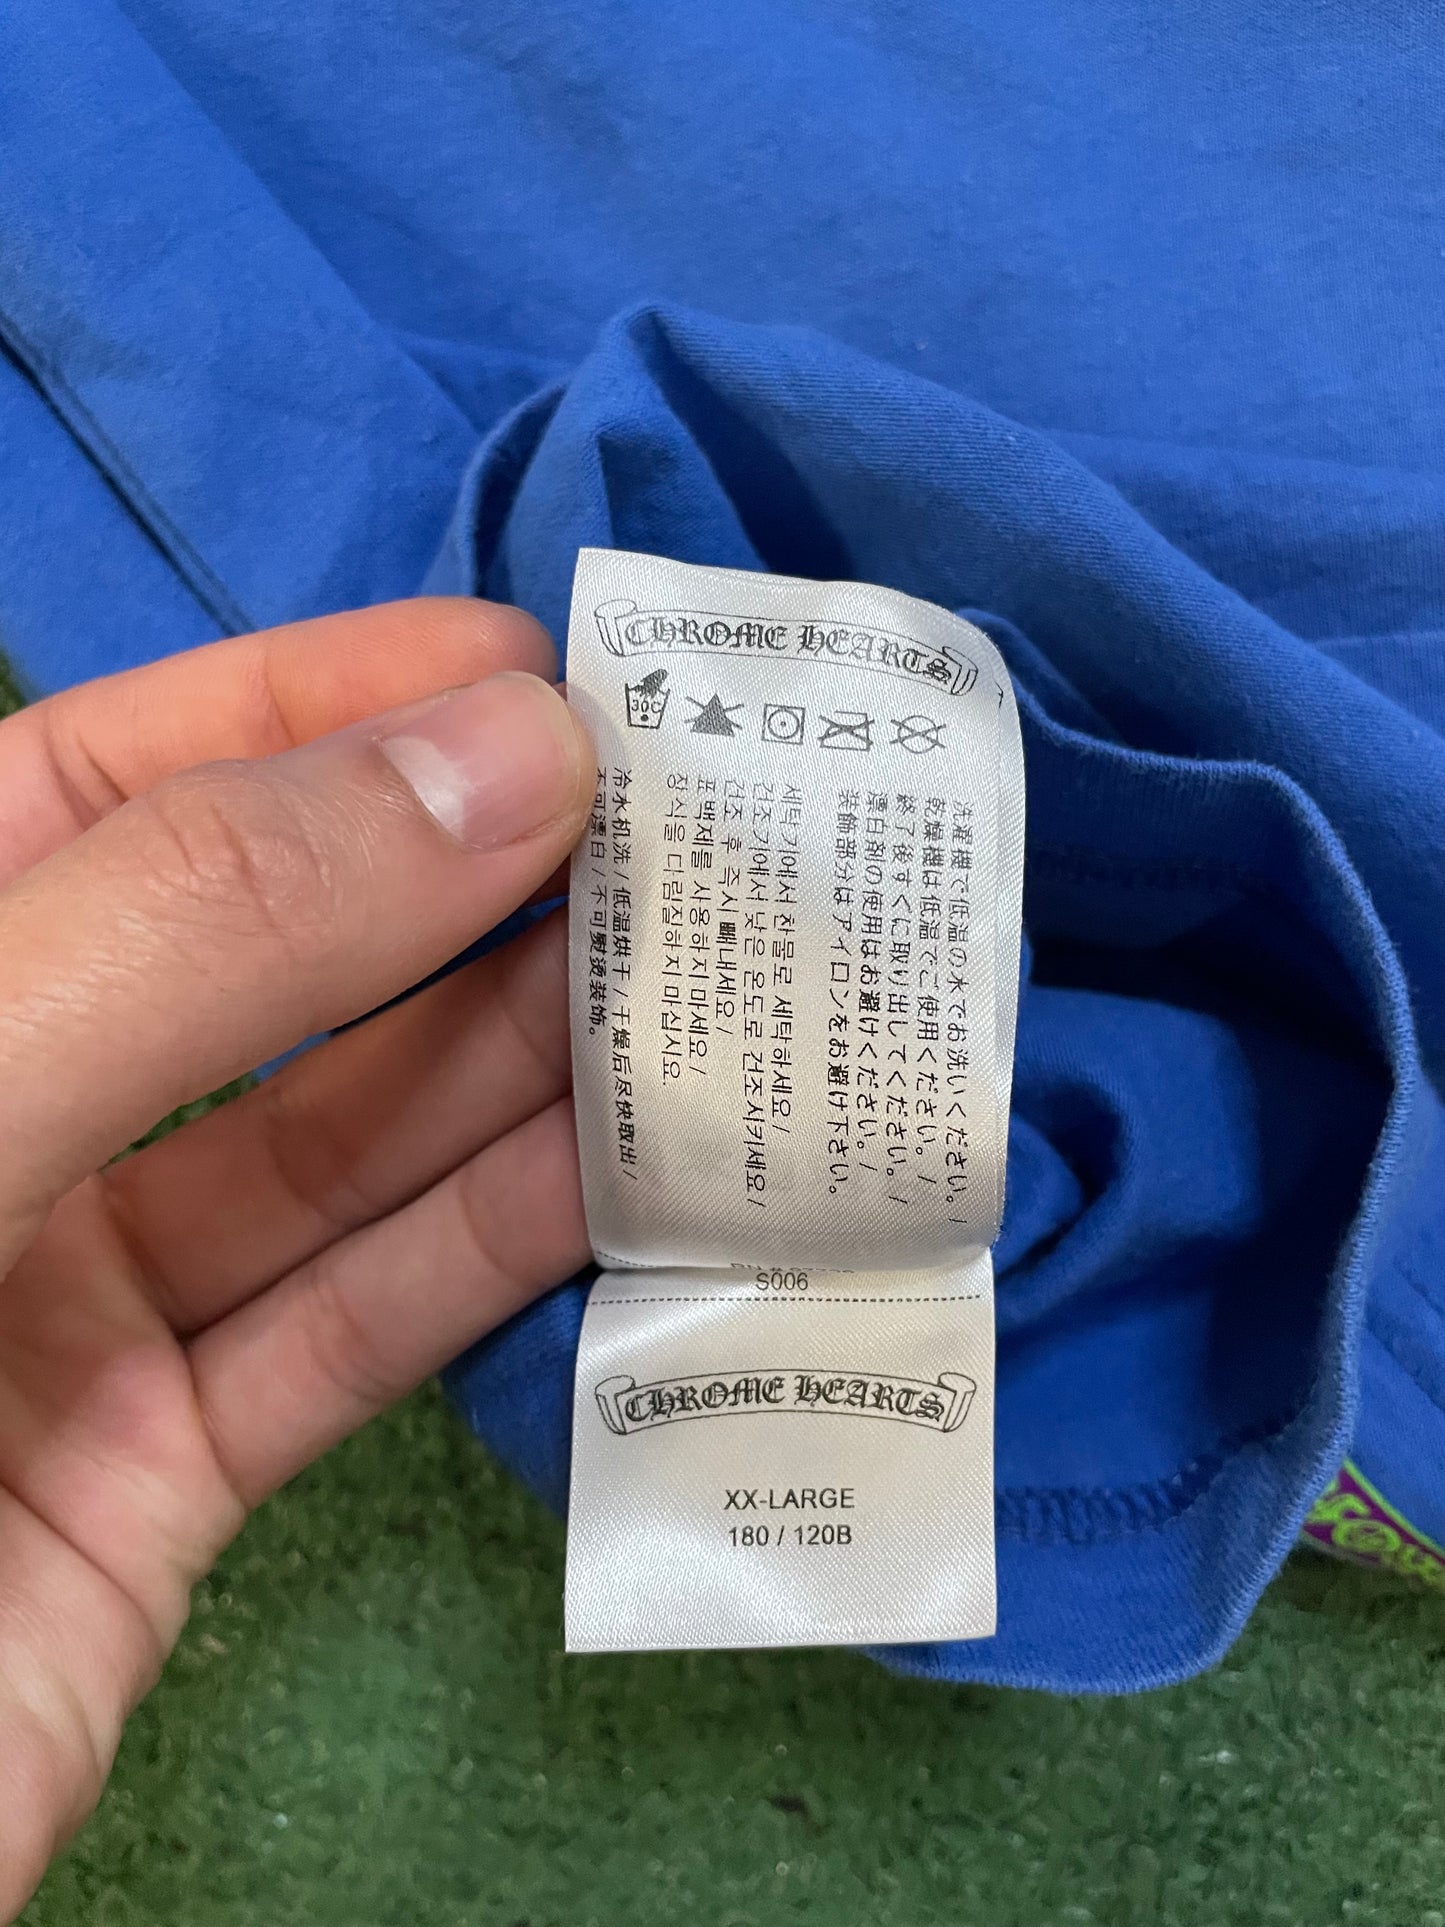 CHROME HEARTS
30C
洗濯機で低温の水でお洗いください。/
乾燥機は低温でご使用ください。/
終了後すぐに取り出してください。/
漂白剤の使用はお避けください。/
装飾部分はアイロンをお避け下さい。
세탁기에서 찬물로 세탁하세요/
건조기에서 낮은 온도로 건조시키세요/
건조 후 즉시 빼내세요/
표백제를 사용하지 마세요/
장식을 다림질하지 마십시요.
冷水机洗/低温烘干/干燥后尽快取出/
不可漂白/不可熨烫装饰。
S006
CHROME HEARTS
XX-LARGE
180 / 120B